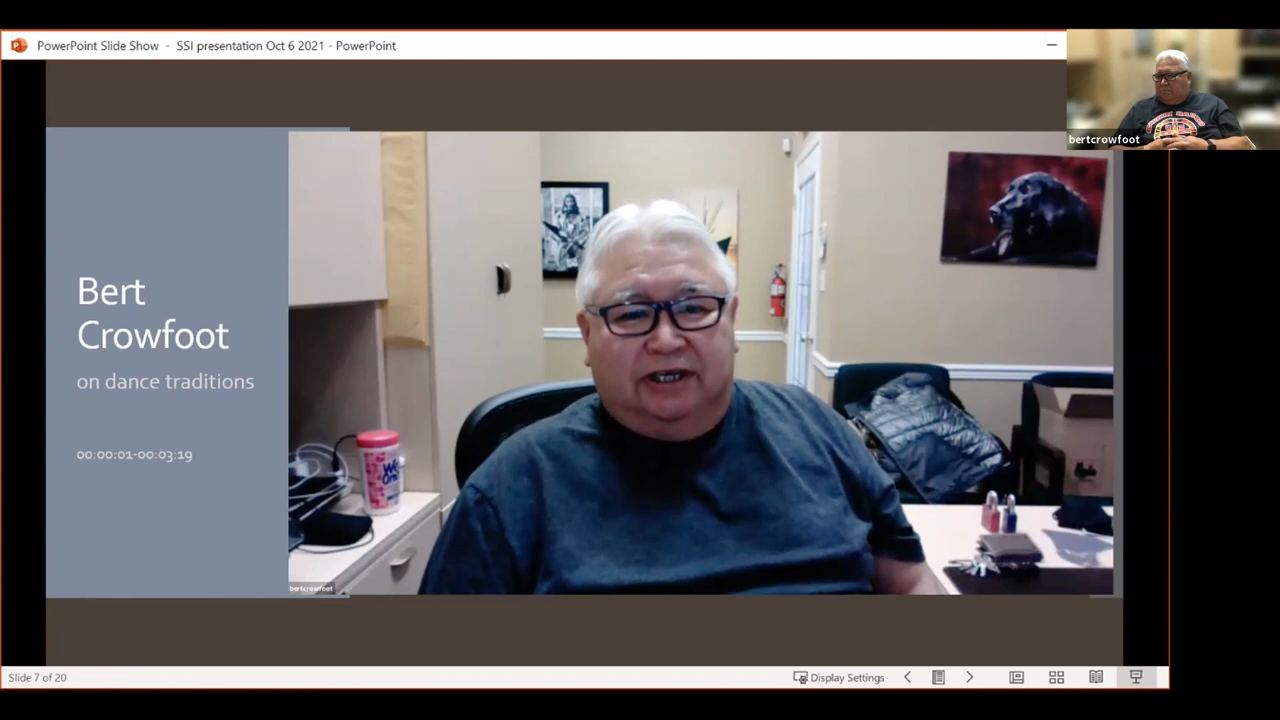 PowerPoint Slide Show - SSI presentation Oct 6 2021 - PowerPoint
bertcrowfoot
Bert
Crowfoot
on dance traditions
00:00:01-00:03:19
bertcrowfoot
Slide 7 of 20
Display Settings